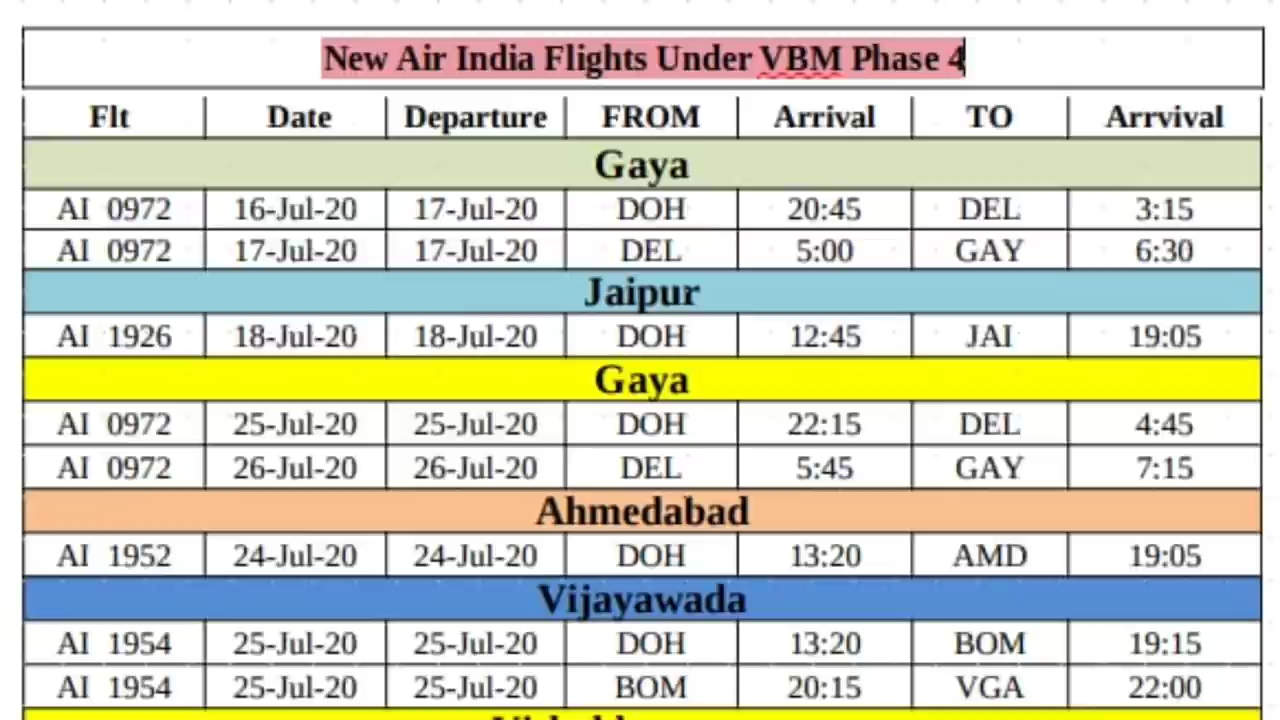 New Air India Flights Under VBM Phase 4
Flt Date Departure FROM Arrival TO Arrvival
Gaya
AI 0972 16-Jul-20 17-Jul-20 DOH 20:45 DEL 3:15
AI 0972 17-Jul-20 17-Jul-20 DEL 5:00 GAY 6:30
Jaipur
AI 1926 18-Jul-20 18-Jul-20 DOH 12:45 JAI 19:05
Gaya
AI 0972 25-Jul-20 25-Jul-20 DOH 22:15 DEL 4:45
AI 0972 26-Jul-20 26-Jul-20 DEL 5:45 GAY 7:15
Ahmedabad
AI 1952 24-Jul-20 24-Jul-20 DOH 13:20 AMD 19:05
Vijayawada
AI 1954 25-Jul-20 25-Jul-20 DOH 13:20 BOM 19:15
AI 1954 25-Jul-20 25-Jul-20 BOM 20:15 VGA 22:00